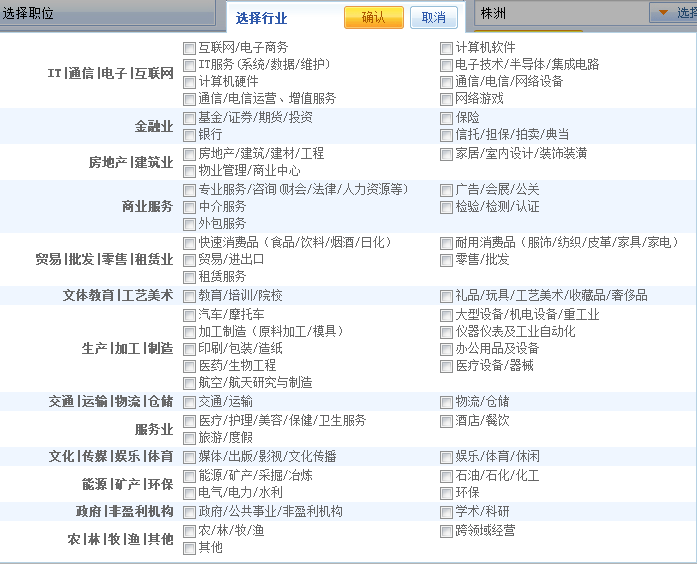 选择职位 选择行业 确认 取消 株洲 选择
互联网/电子商务 计算机软件
IT服务(系统/数据/维护) 电子技术/半导体/集成电路
IT|通信|电子|互联网
计算机硬件 通信/电信/网络设备
通信/电信运营、增值服务 网络游戏
基金/证券/期货/投资 保险
金融业
银行 信托/担保/拍卖/典当
房地产/建筑/建材/工程 家居/室内设计/装饰装潢
房地产|建筑业
物业管理/商业中心
专业服务/咨询(财会/法律/人力资源等) 广告/会展/公关
商业服务 中介服务 检验/检测/认证
外包服务
快速消费品（食品/饮料/烟酒/日化） 耐用消费品（服饰/纺织/皮革/家具/家电）
贸易|批发|零售|租赁业 贸易/进出口 零售/批发
租赁服务
文体教育|工艺美术 教育/培训/院校 礼品/玩具/工艺美术/收藏品/奢侈品
汽车/摩托车 大型设备/机电设备/重工业
加工制造（原料加工/模具） 仪器仪表及工业自动化
生产|加工|制造 印刷/包装/造纸 办公用品及设备
医药/生物工程 医疗设备/器械
航空/航天研究与制造
交通|运输|物流|仓储 交通/运输 物流/仓储
医疗/护理/美容/保健/卫生服务 酒店/餐饮
服务业
旅游/度假
文化|传媒|娱乐|体育 媒体/出版/影视/文化传播 娱乐/体育/休闲
能源/矿产/采掘/冶炼 石油/石化/化工
能源|矿产|环保
电气/电力/水利 环保
政府|非盈利机构 政府/公共事业/非盈利机构 学术/科研
农/林/牧/渔 跨领域经营
农|林|牧|渔|其他
其他